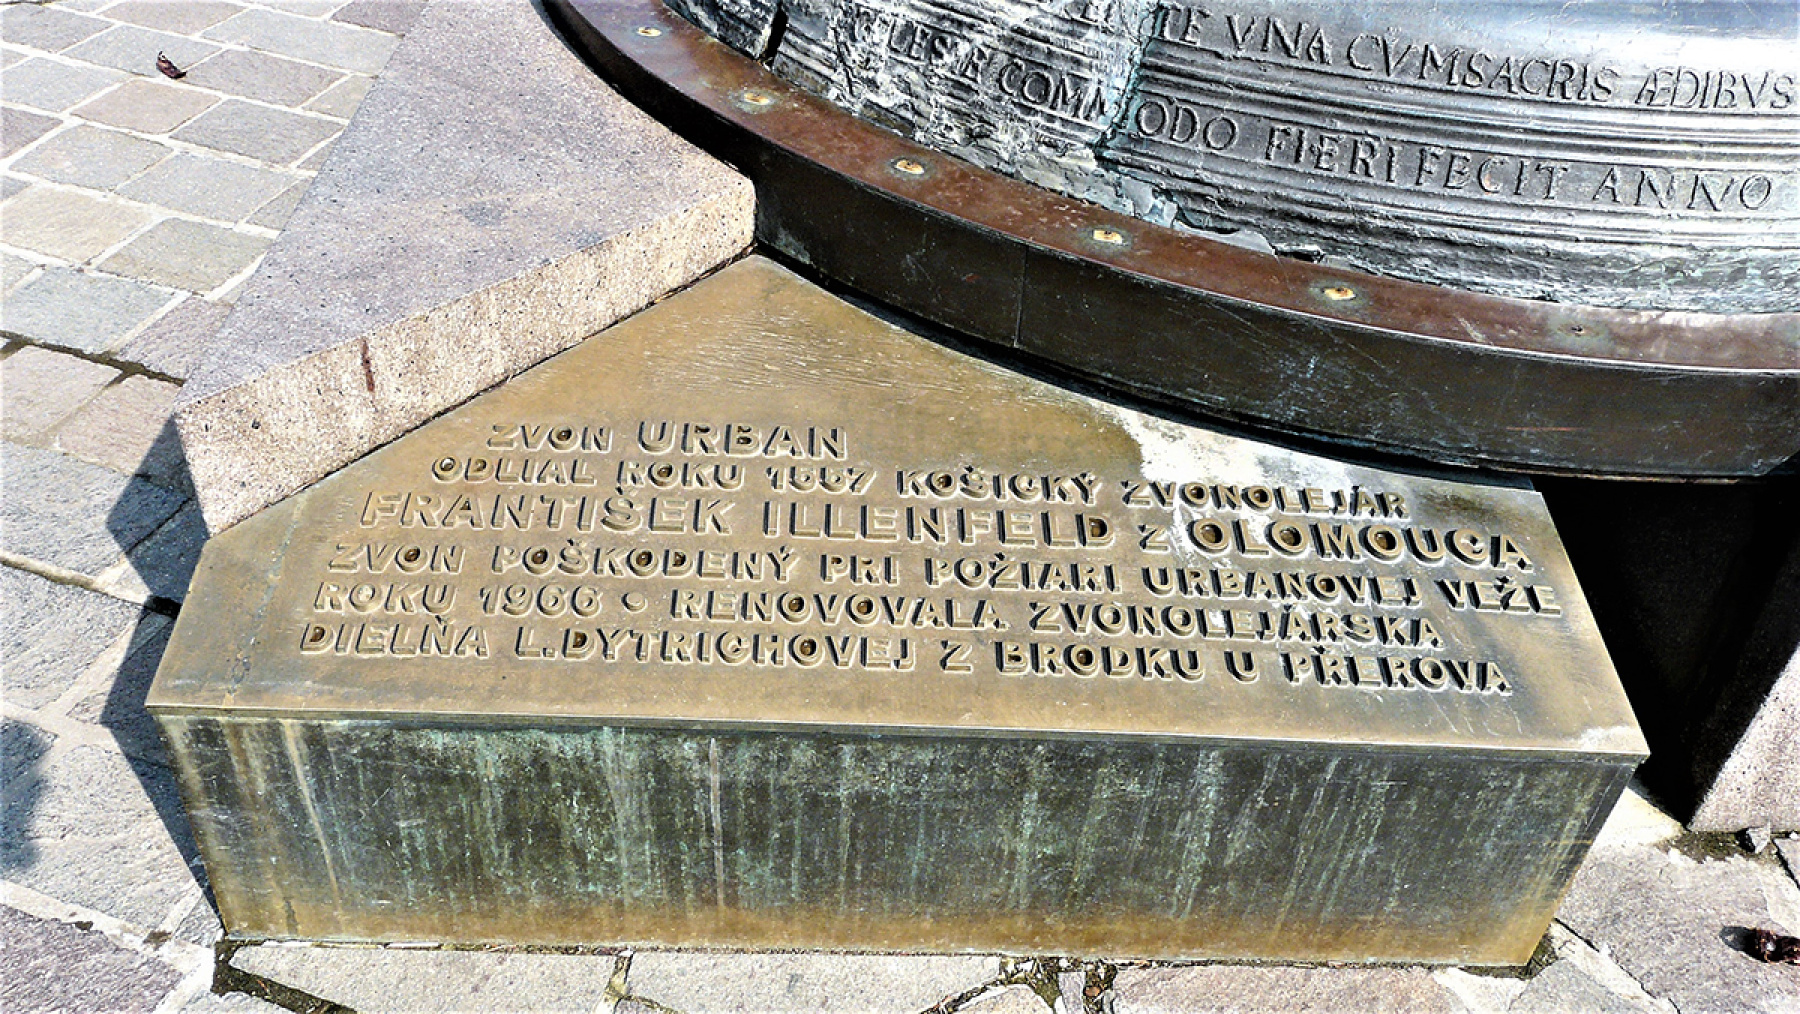 TE VNA CVM SACRIS ÆDIBVS
COMMODO FIERI FECIT ANNO
ZVON URBAN
ODLIAL ROKU 1557 KOŠICKÝ ZVONOLEJÁR
FRANTIŠEK ILLENFELD Z OLOMOUCA
ZVON POŠKODENÝ PRI POŽIARI URBANOVEJ VEŽE
ROKU 1966 • RENOVOVALA ZVONOLEJÁRSKA
DIELŇA L.DYTRICHOVEJ Z BRODKU U PŘEROVA